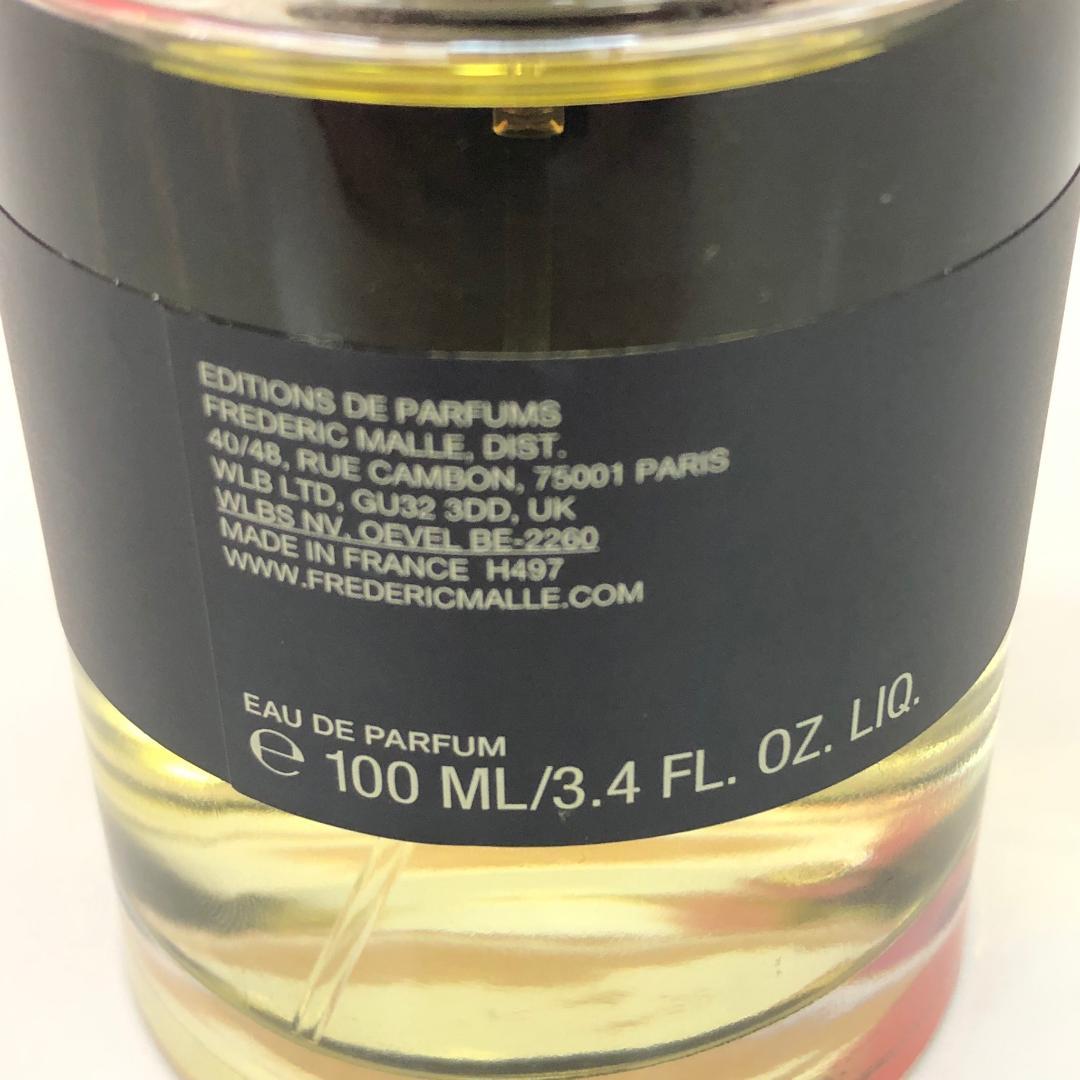 EDITIONS DE PARFUMS
FREDERIC MALLE, DIST.
40/48, RUE CAMBON, 75001 PARIS
WLB LTD, GU32 3DD, UK
WLBS NV, OEVEL BE-2260
MADE IN FRANCE H497
WWW.FREDERICMALLE.COM
EAU DE PARFUM
℮ 100 ML/3.4 FL. OZ. LIQ.